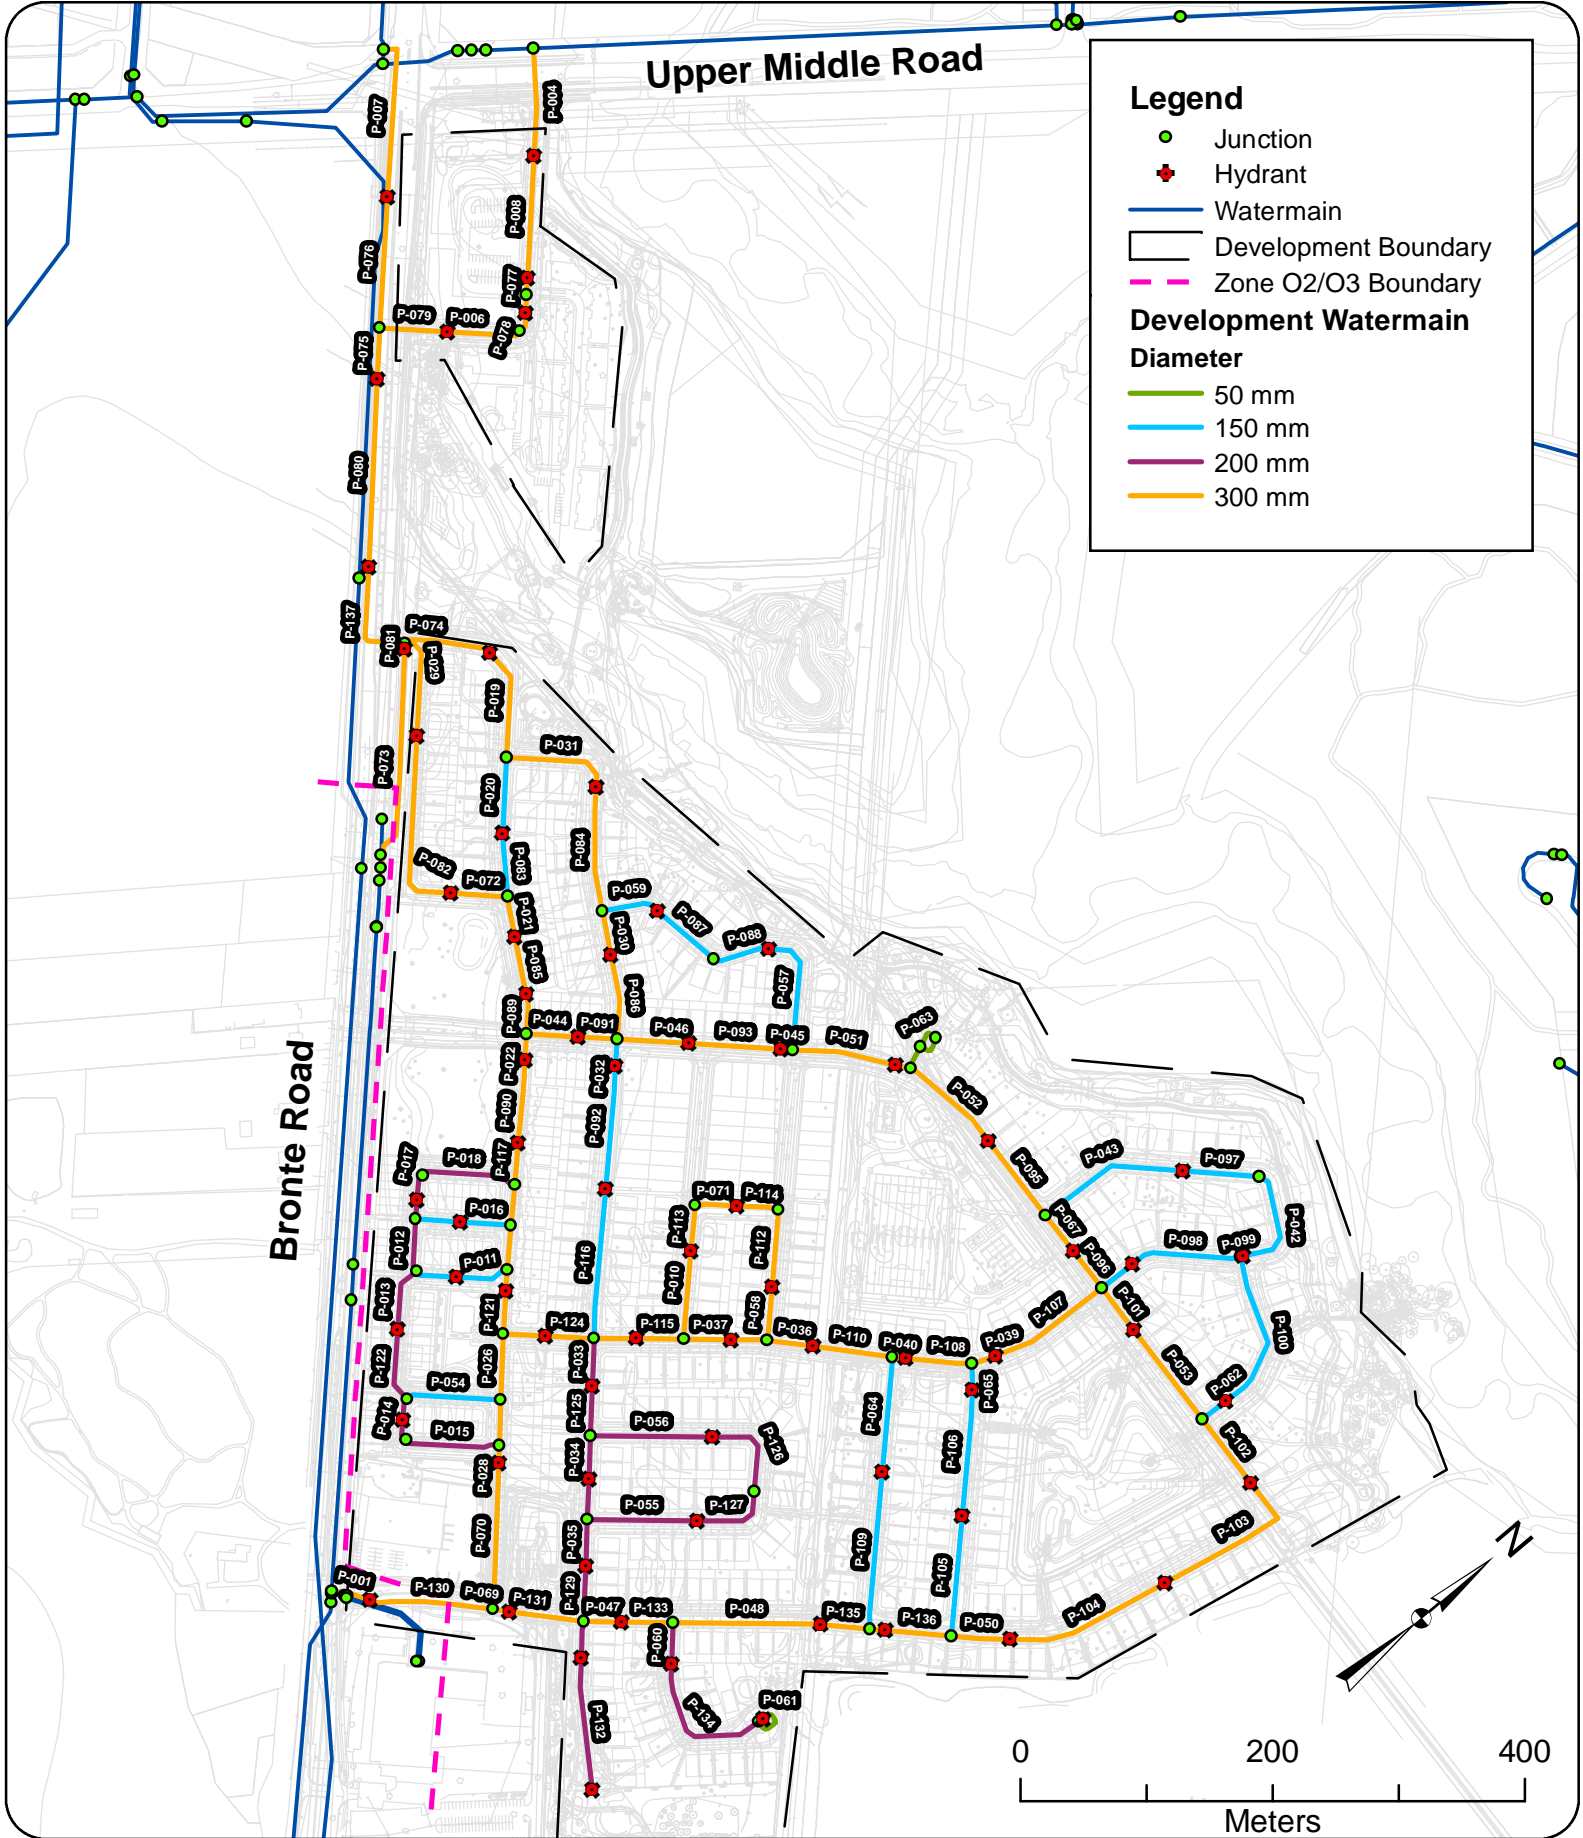 Upper Middle Road
Legend
Junction
Hydrant
Watermain
Development Boundary
Zone O2/O3 Boundary
Development Watermain
Diameter
50 mm
150 mm
200 mm
300 mm
P-007
P-004
P-008
P-076
P-077
P-079
P-006
P-078
P-075
P-080
P-137
P-074
P-081
P-029
P-019
P-031
P-073
P-020
P-084
P-082
P-072
P-083
P-059
P-021
P-087
P-088
P-030
P-085
P-057
P-086
P-089
P-044
P-091
P-046
P-093
P-045
P-051
P-063
P-022
P-032
P-052
P-090
P-092
Bronte Road
P-017
P-018
P-117
P-043
P-097
P-095
P-071
P-114
P-016
P-113
P-067
P-042
P-012
P-112
P-098
P-099
P-011
P-116
P-096
P-010
P-013
P-107
P-101
P-121
P-124
P-115
P-037
P-058
P-036
P-110
P-040
P-108
P-039
P-100
P-122
P-026
P-033
P-053
P-054
P-065
P-062
P-014
P-015
P-125
P-056
P-126
P-064
P-106
P-102
P-028
P-034
P-055
P-127
P-103
P-070
P-035
P-109
P-105
N
P-001
P-130
P-069
P-131
P-129
P-047
P-133
P-048
P-135
P-136
P-050
P-104
P-060
P-132
P-134
P-061
0 200 400
Meters